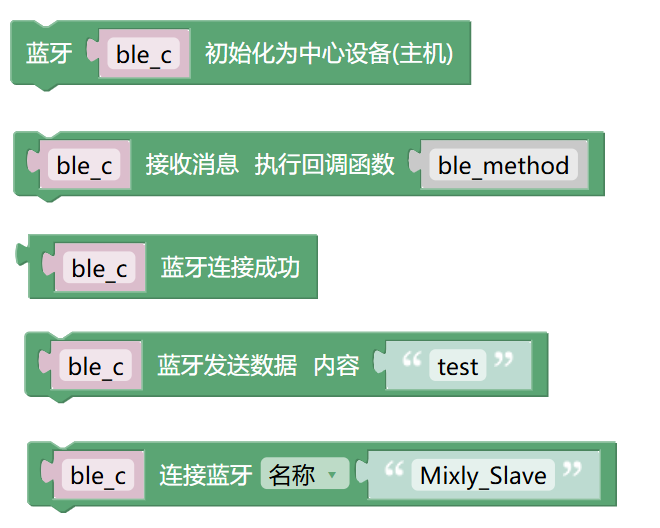 蓝牙 ble_c 初始化为中心设备(主机)
ble_c 接收消息 执行回调函数 ble_method
ble_c 蓝牙连接成功
ble_c 蓝牙发送数据 内容 “ test ”
ble_c 连接蓝牙 名称 “ Mixly_Slave ”